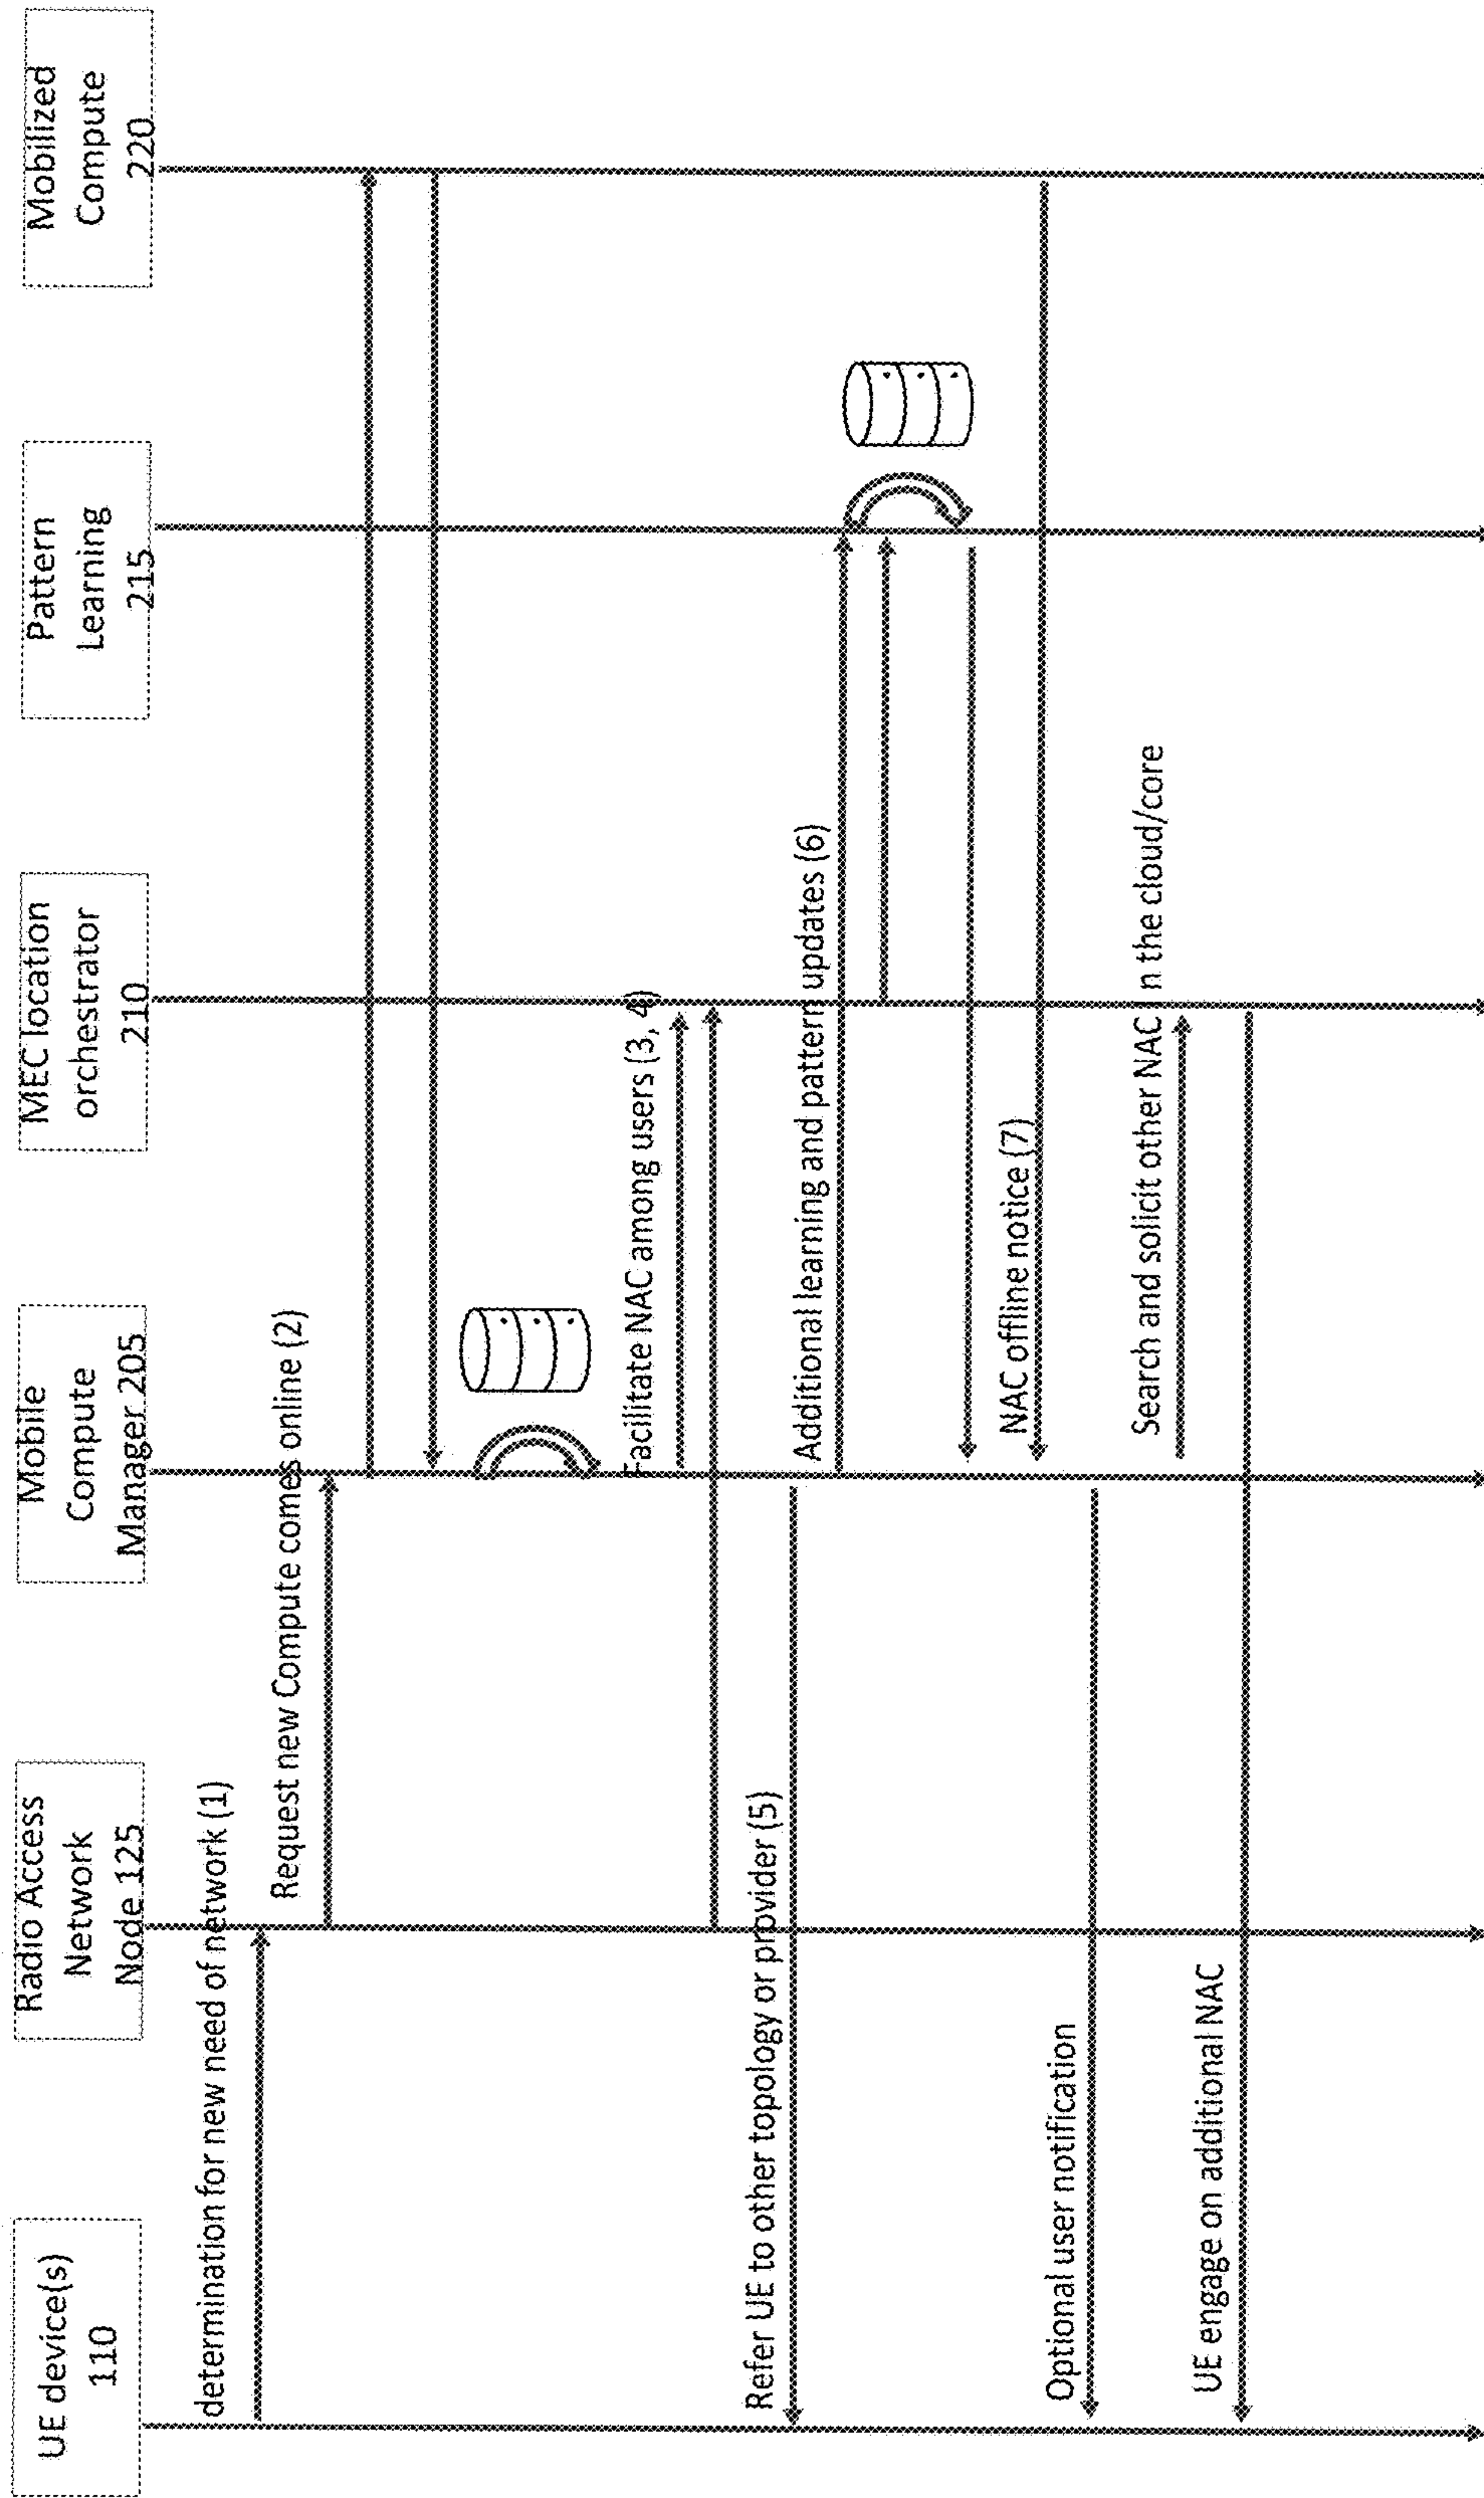 UE device(s)
110
Radio Access
Network
Node 125
Mobile
Compute
Manager 205
MEC location
orchestrator
210
Pattern
Learning
215
Mobilized
Compute
220
determination for new need of network (1)
Request new Compute comes online (2)
Facilitate NAC among users (3, 4)
Refer UE to other topology or provider (5)
Additional learning and pattern updates (6)
NAC offline notice (7)
Optional user notification
Search and solicit other NAC in the cloud/core
UE engage on additional NAC